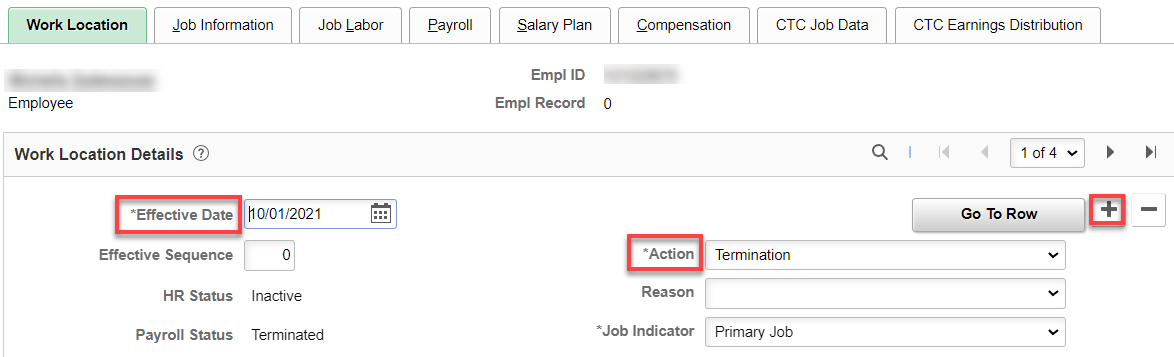 Work Location Job Information Job Labor Payroll Salary Plan Compensation CTC Job Data CTC Earnings Distribution
Empl ID
Employee Empl Record 0
Work Location Details ? 1 of 4
*Effective Date 10/01/2021 Go To Row
Effective Sequence 0 *Action Termination
HR Status Inactive Reason
Payroll Status Terminated *Job Indicator Primary Job